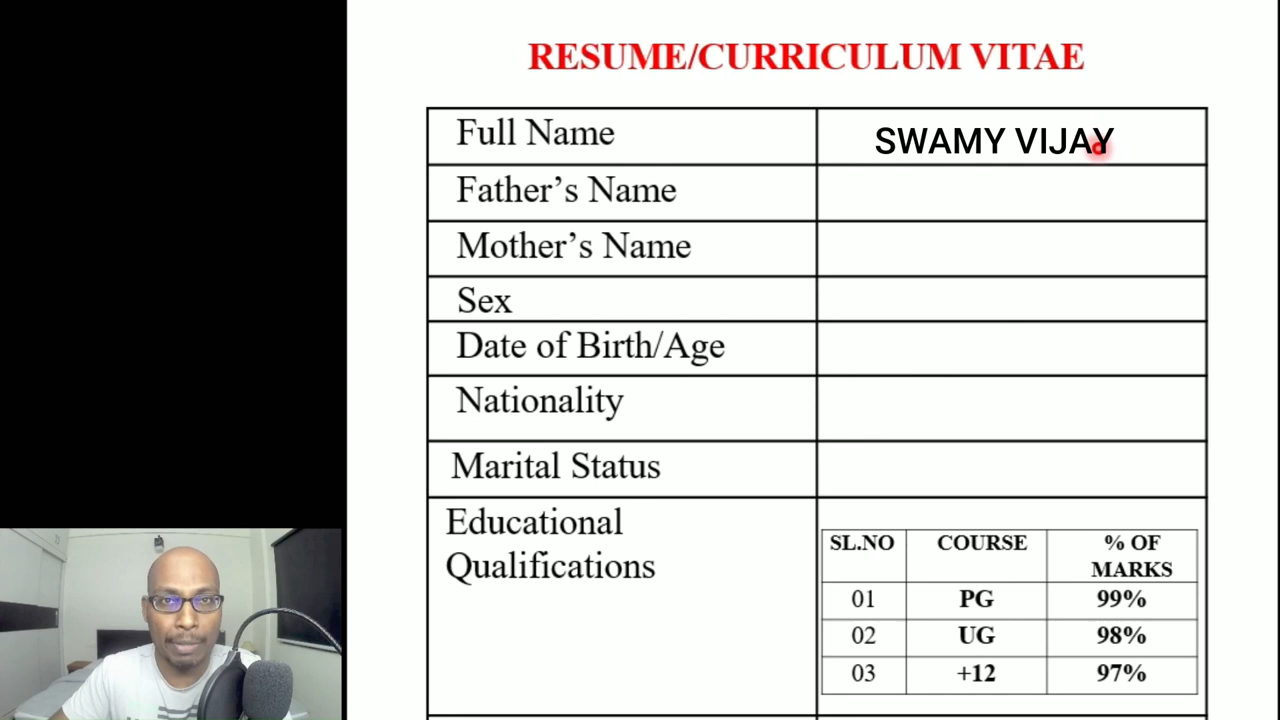 RESUME/CURRICULUM VITAE
Full Name SWAMY VIJAY
Father’s Name
Mother’s Name
Sex
Date of Birth/Age
Nationality
Marital Status
Educational
Qualifications
SL.NO COURSE % OF
MARKS
01 PG 99%
02 UG 98%
03 +12 97%